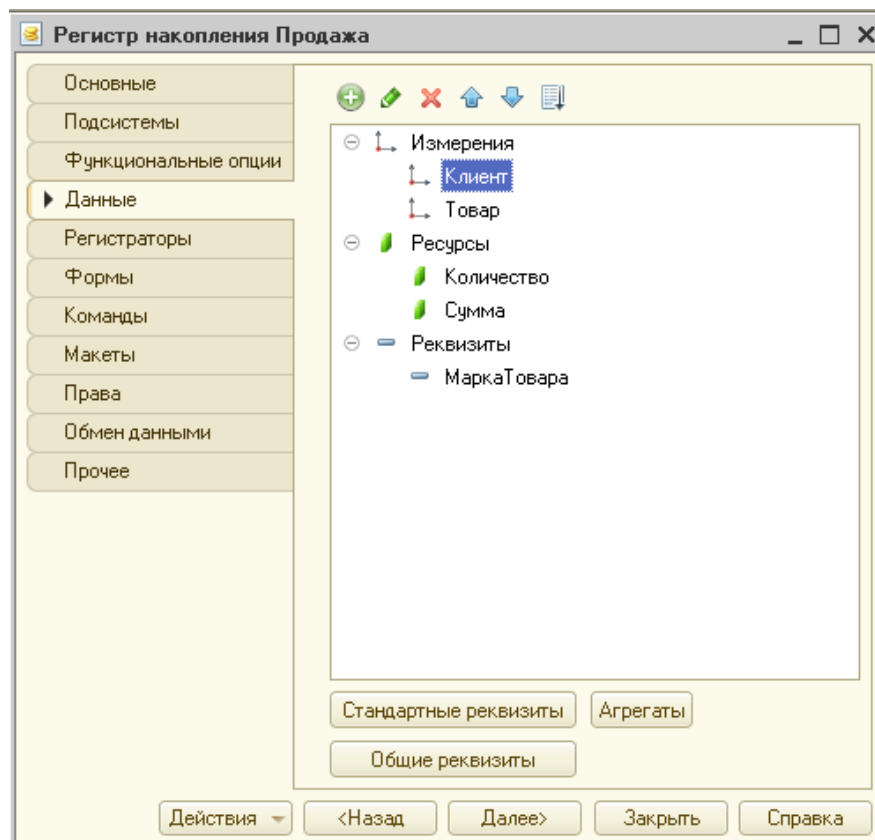 Регистр накопления Продажа
Основные
Подсистемы
Функциональные опции
Данные
Регистраторы
Формы
Команды
Макеты
Права
Обмен данными
Прочее
Измерения
Клиент
Товар
Ресурсы
Количество
Сумма
Реквизиты
МаркаТовара
Стандартные реквизиты
Агрегаты
Общие реквизиты
Действия
<Назад
Далее>
Закрыть
Справка